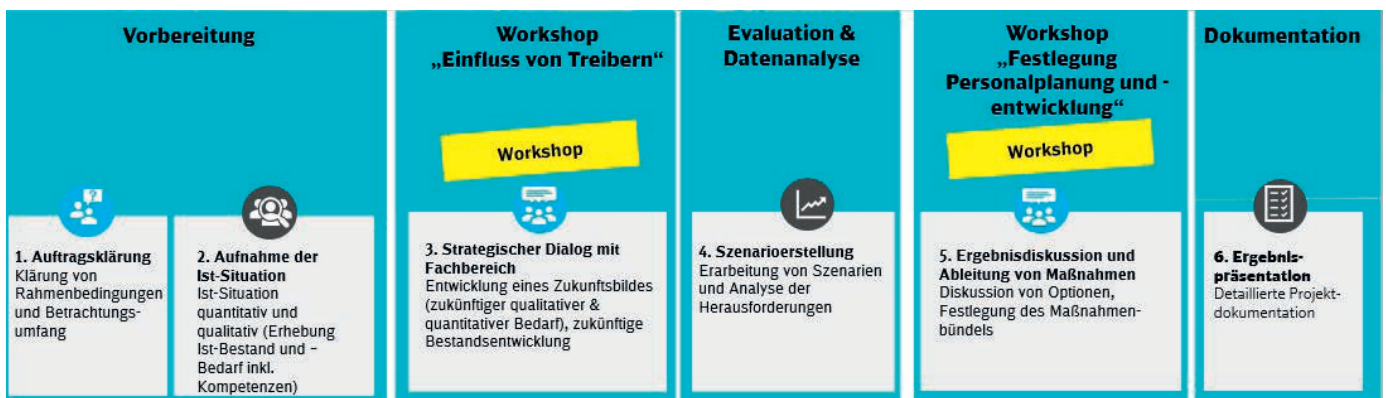 Vorbereitung
Workshop
„Einfluss von Treibern“
Evaluation &
Datenanalyse
Workshop
„Festlegung
Personalplanung und -
entwicklung“
Dokumentation
Workshop
Workshop
?
1. Auftragsklärung
Klärung von
Rahmenbedingungen
und Betrachtungs-
umfang
2. Aufnahme der
Ist-Situation
Ist-Situation
quantitativ und
qualitativ (Erhebung
Ist-Bestand und –
Bedarf inkl.
Kompetenzen)
3. Strategischer Dialog mit
Fachbereich
Entwicklung eines Zukunftsbildes
(zukünftiger qualitativer &
quantitativer Bedarf), zukünftige
Bestandsentwicklung
4. Szenarioerstellung
Erarbeitung von Szenarien
und Analyse der
Herausforderungen
5. Ergebnisdiskussion und
Ableitung von Maßnahmen
Diskussion von Optionen,
Festlegung des Maßnahmen-
bündels
6. Ergebnis-
präsentation
Detaillierte Projekt-
dokumentation